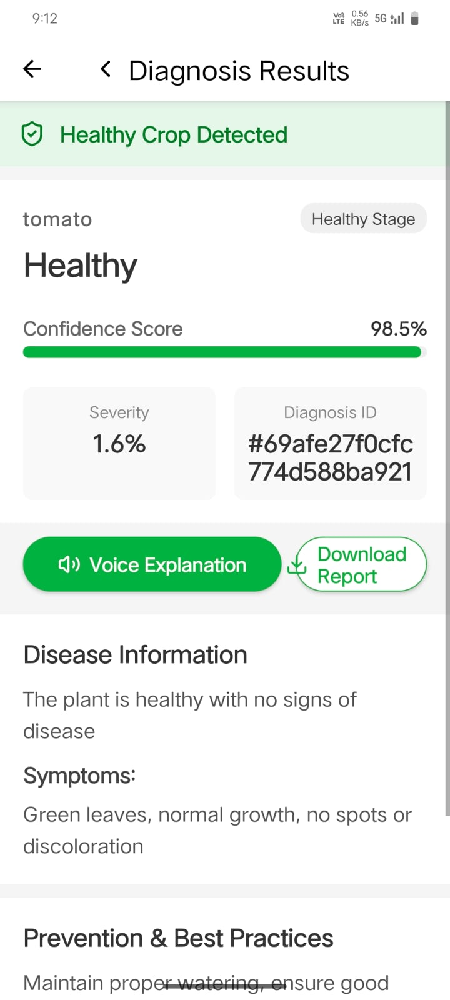 9:12
Vo) LTE 0.56 KB/s 5G
Diagnosis Results
Healthy Crop Detected
tomato
Healthy Stage
Healthy
Confidence Score 98.5%
Severity
1.6%
Diagnosis ID
#69afe27f0cfc
774d588ba921
Voice Explanation
Download
Report
Disease Information
The plant is healthy with no signs of
disease
Symptoms:
Green leaves, normal growth, no spots or
discoloration
Prevention & Best Practices
Maintain proper watering, ensure good